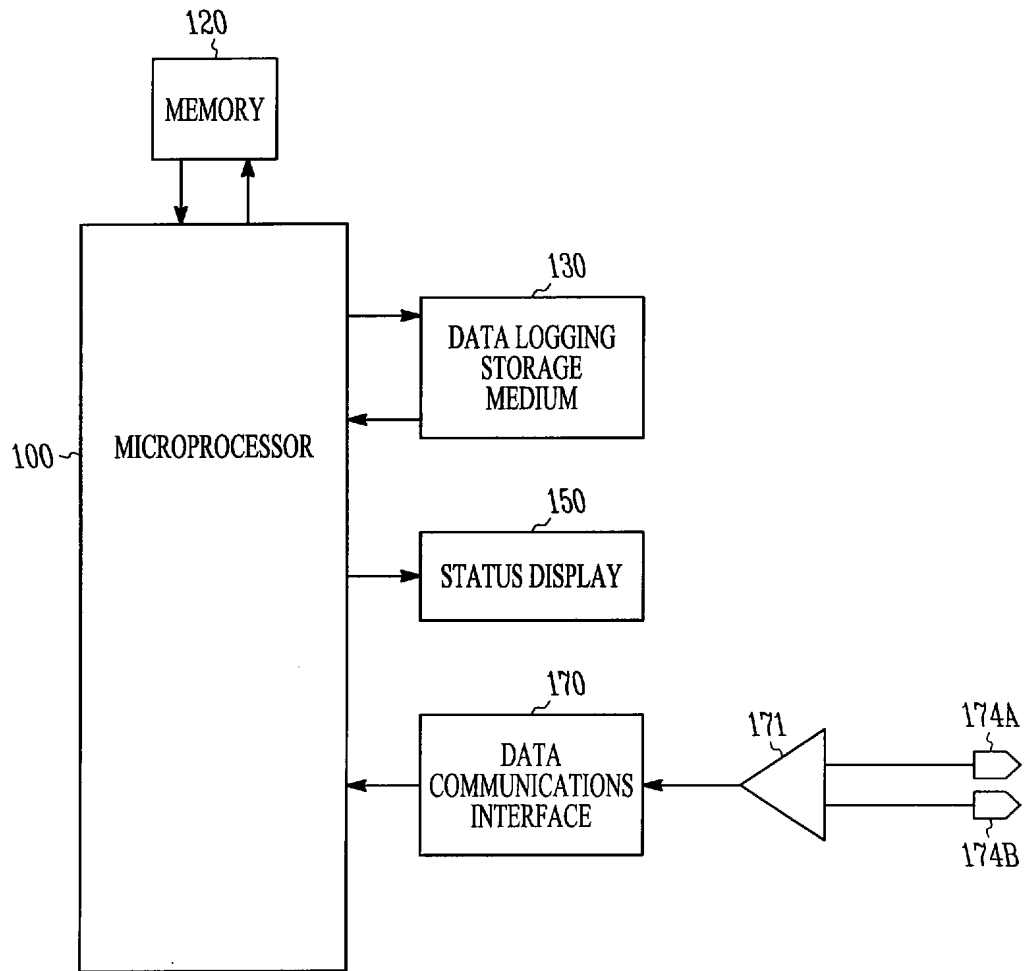 120
MEMORY
130
DATA LOGGING
STORAGE
MEDIUM
100
MICROPROCESSOR
150
STATUS DISPLAY
170
DATA
COMMUNICATIONS
INTERFACE
171
174A
174B